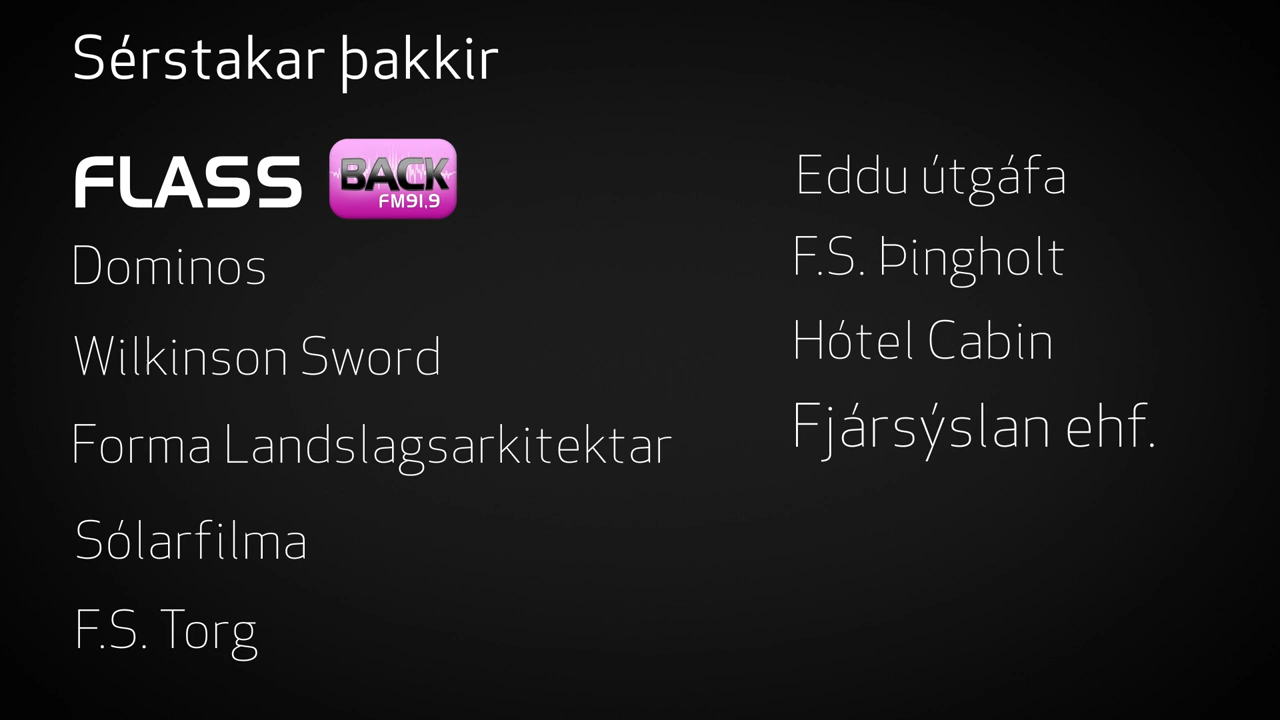 Sérstakar þakkir
FLASS
BACK
FM91.9
Dominos
Wilkinson Sword
Forma Landslagsarkitektar
Sólarfilma
F.S. Torg
Eddu útgáfa
F.S. Þingholt
Hótel Cabin
Fjársýslan ehf.